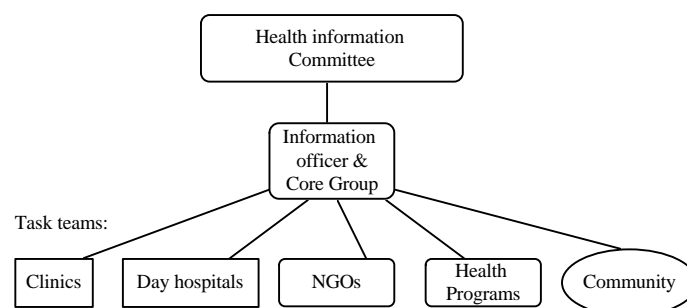 Health information
Committee
Information
officer &
Core Group
Task teams:
Clinics
Day hospitals
NGOs
Health
Programs
Community